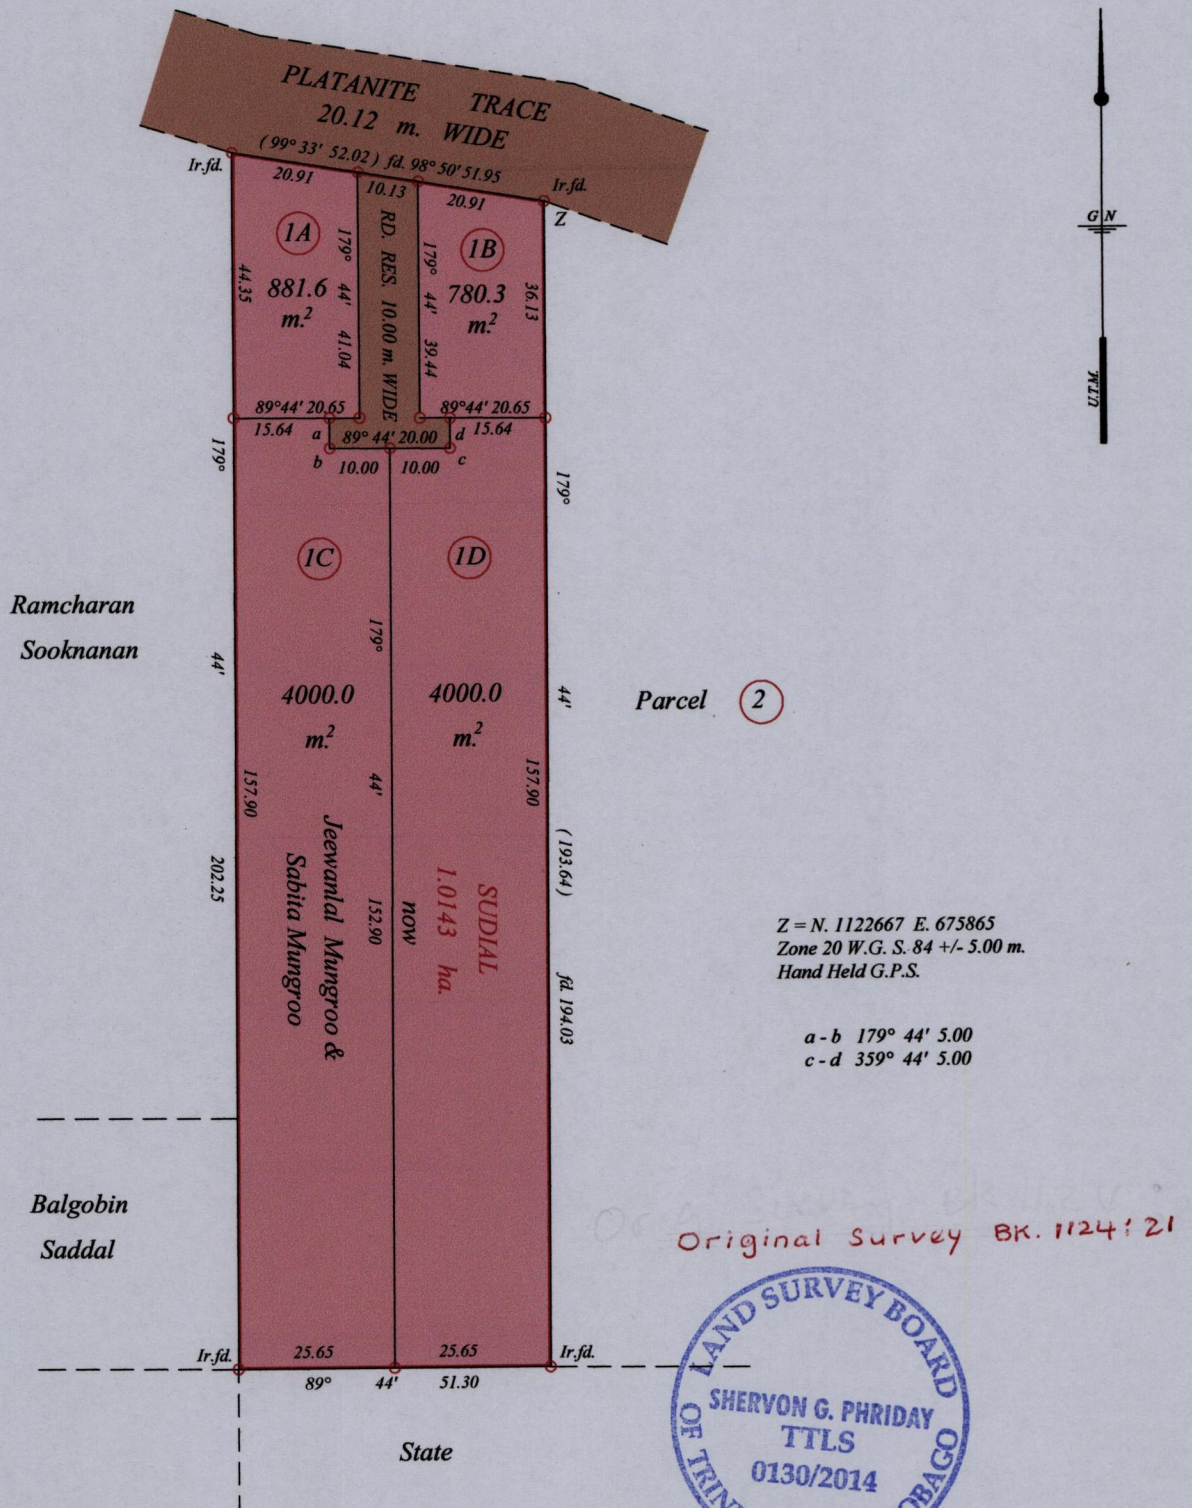 PLATANITE TRACE
20.12 m. WIDE
(99° 33' 52.02) fd. 98° 50' 51.95
Ir.fd.
20.91
10.13
20.91
Ir.fd.
Z
G N
UTM
1A
881.6
m.²
44.35
179° 44' 41.04
RD. RES. 10.00 m. WIDE
179° 44' 39.44
1B
780.3
m.²
36.13
89°44' 20.65
89°44' 20.65
15.64
a
89° 44' 20.00
d
15.64
b
10.00
10.00
c
179° 44' 202.25
157.90
1C
1D
179° 44' 152.90
179° 44' (193.64) fd. 194.03
157.90
4000.0
m.²
4000.0
m.²
Ramcharan
Sooknanan
Parcel 2
Jeewanlal Mungroo &
Sabita Mungroo
now
SUDIAL
1.0143 ha.
Z = N. 1122667 E. 675865
Zone 20 W.G. S. 84 +/- 5.00 m.
Hand Held G.P.S.
a - b 179° 44' 5.00
c - d 359° 44' 5.00
Balgobin
Saddal
Original Survey BK. 1124:21
Ir.fd.
25.65
25.65
Ir.fd.
89° 44' 51.30
State
LAND SURVEY BOARD
OF TRIN
OBAGO
SHERVON G. PHRIDAY
TTLS
0130/2014